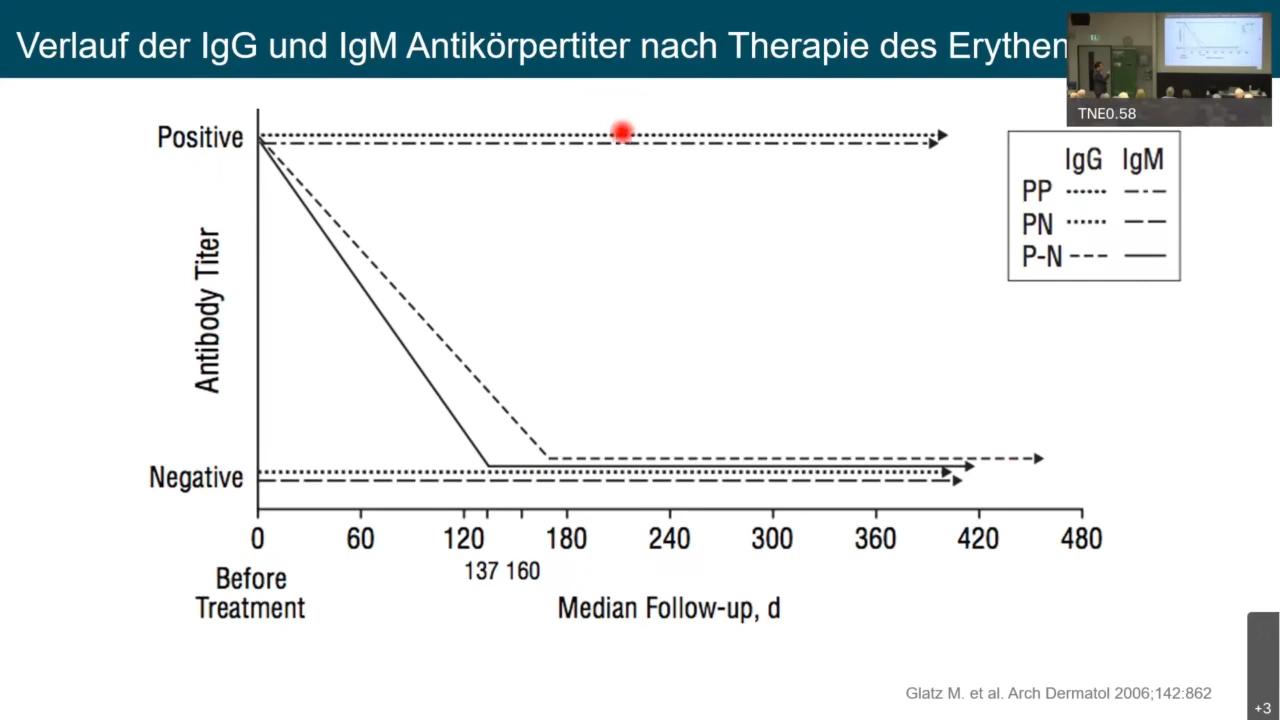 Verlauf der IgG und IgM Antikörpertiter nach Therapie des
TNE0.58
Positive
IgG IgM
PP
PN
P-N
Antibody Titer
Negative
0 60 120 180 240 300 360 420 480
137 160
Before
Treatment
Median Follow-up, d
Glatz M. et al. Arch Dermatol 2006;142:862
+3